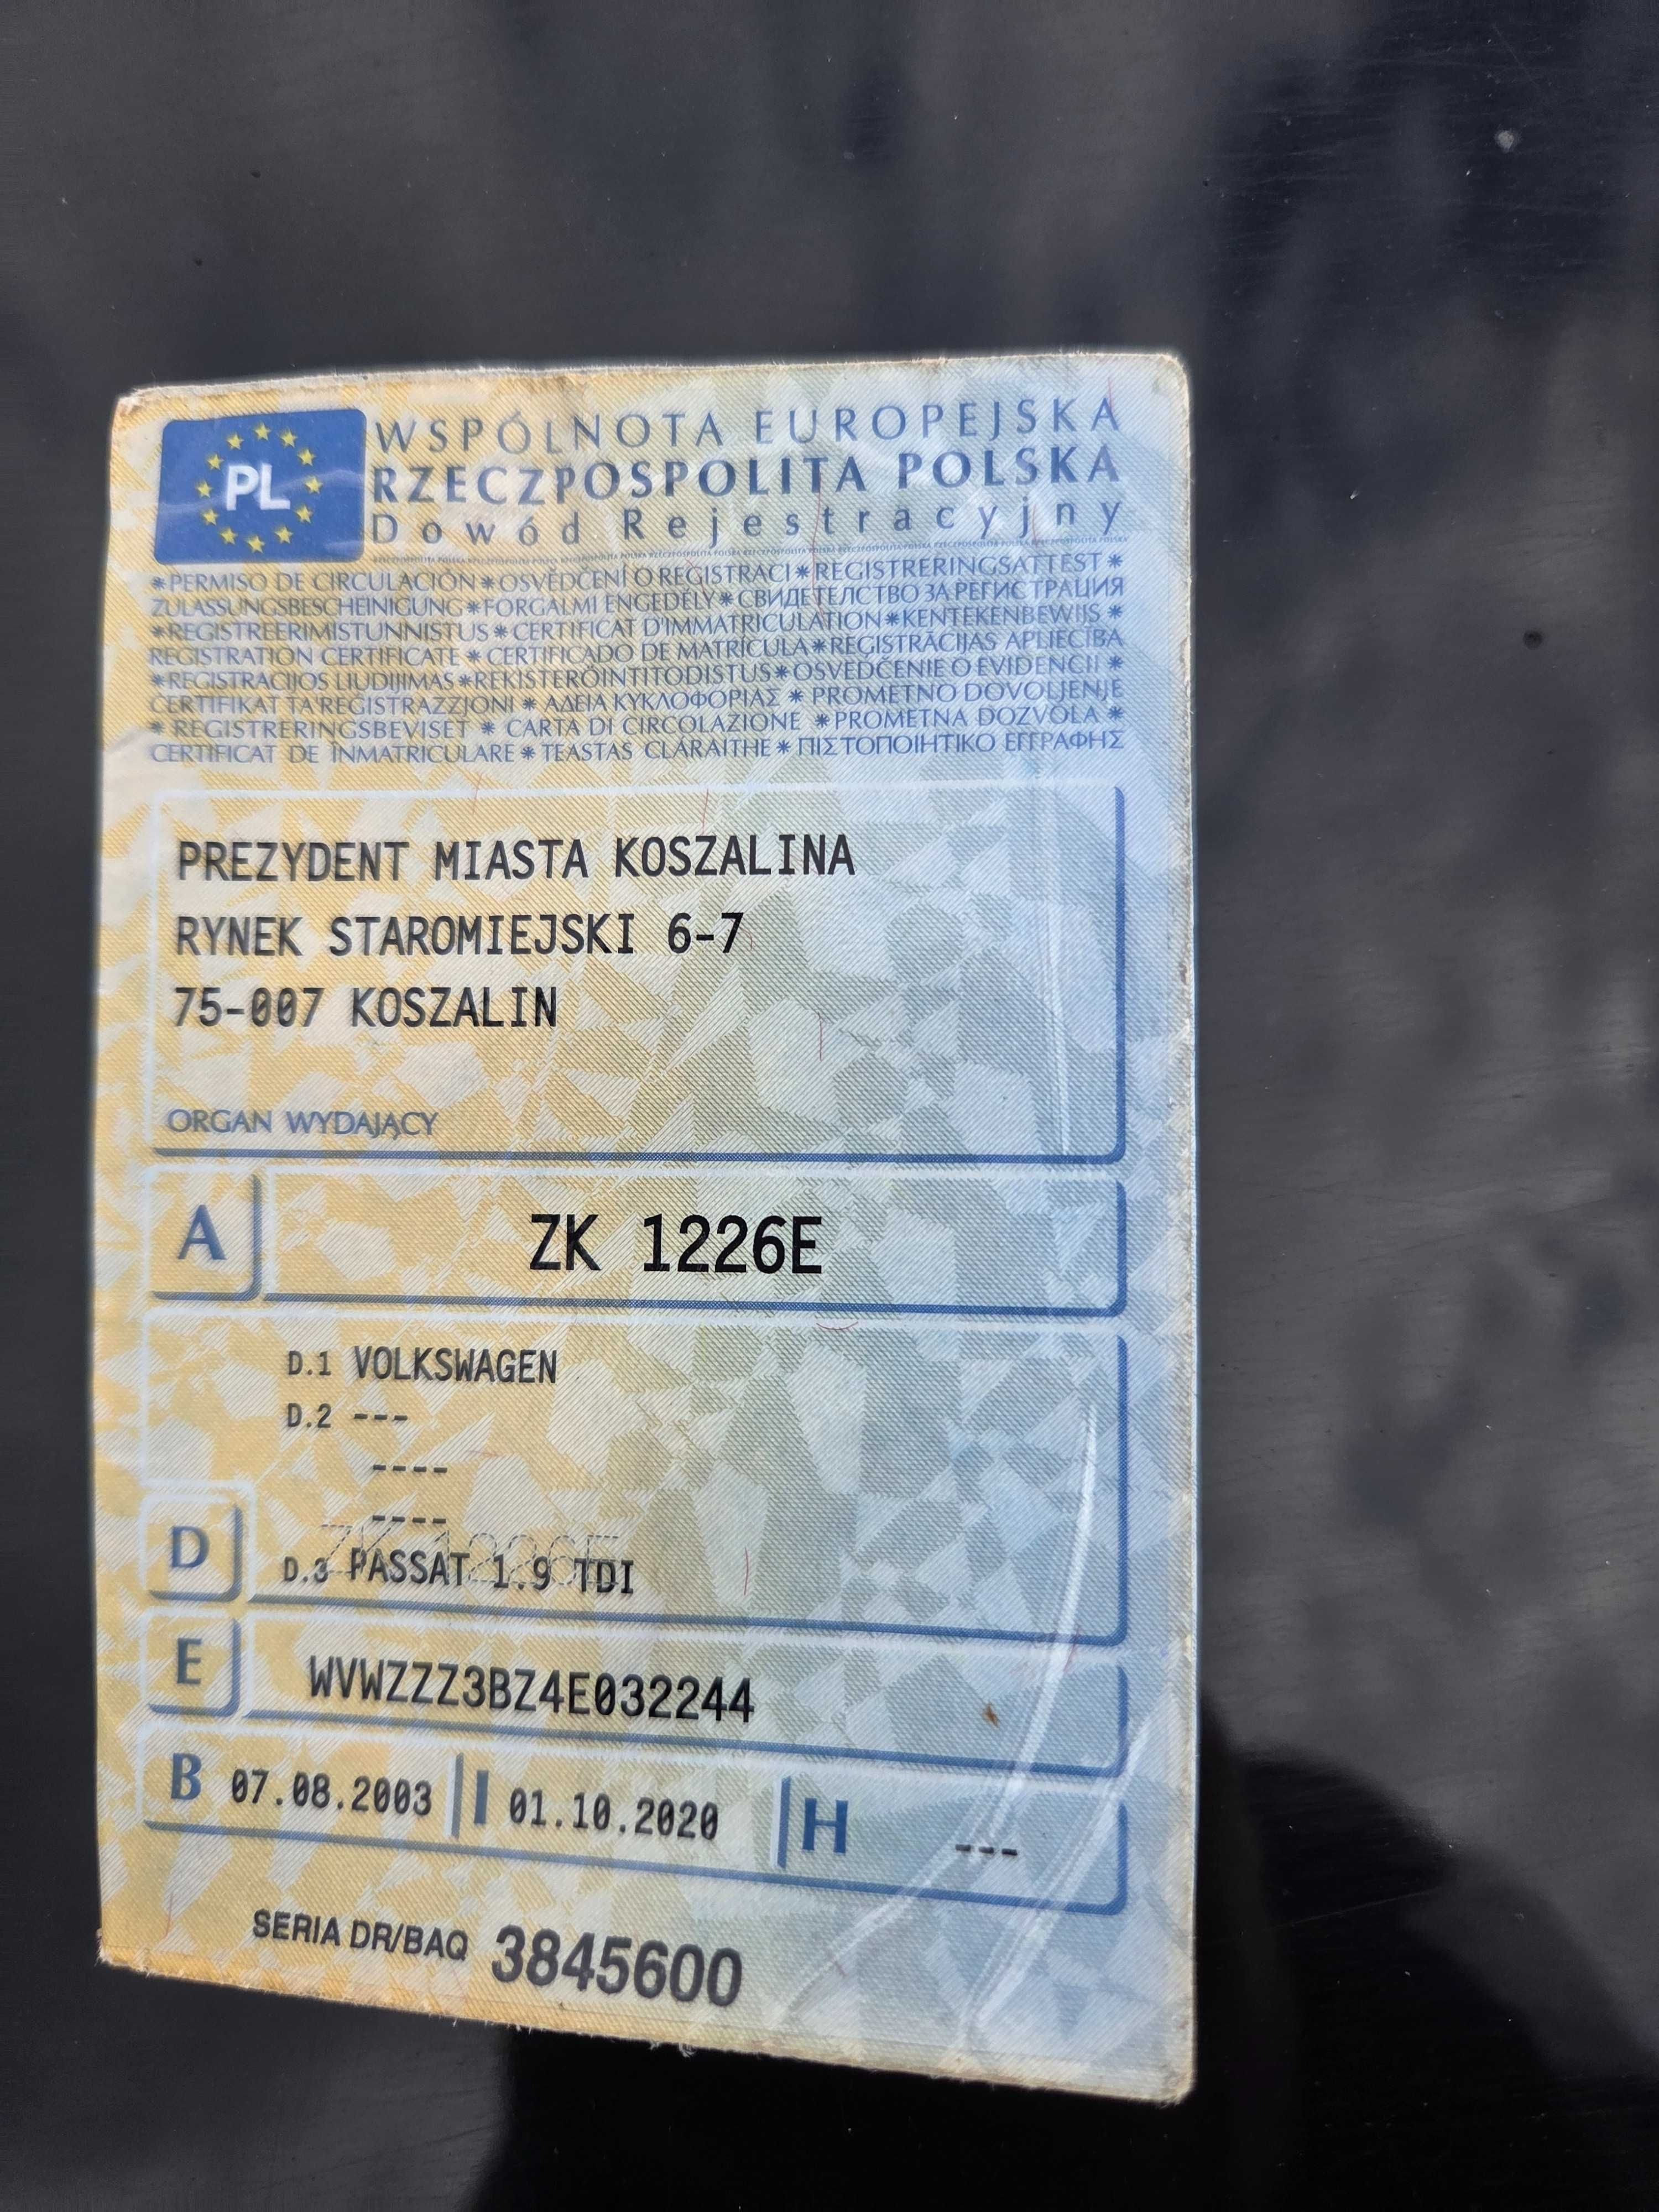 PL
WSPÓLNOTA EUROPEJSKA
RZECZPOSPOLITA POLSKA
Dowód Rejestracyjny
*PERMISO DE CIRCULACIÓN*OSVĚDČENÍ O REGISTRACI*REGISTRERINGSATTEST*
ZULASSUNGSBESCHEINIGUNG*FORGALMI ENGEDÉLY*СВИДЕТЕЛСТВО ЗА РЕГИСТРАЦИЯ
*REGISTREERIMISTUNNISTUS*CERTIFICAT D'IMMATRICULATION*KENTEKENBEWIJS*
REGISTRATION CERTIFICATE*CERTIFICADO DE MATRÍCULA*REGISTRĀCIJAS APLIECĪBA
*REGISTRACIJOS LIUDIJIMAS*REKISTERÖINTITODISTUS*OSVEDČENIE O EVIDENCII*
CERTIFIKAT TA'REGISTRAZZJONI*ΑΔΕΙΑ ΚΥΚΛΟΦΟΡΙΑΣ*PROMETNO DOVOLJENJE
*REGISTRERINGSBEVISET*CARTA DI CIRCOLAZIONE*PROMETNA DOZVOLA*
CERTIFICAT DE ÎNMATRICULARE*TEASTAS CLÁRAITHE*ΠΙΣΤΟΠΟΙΗΤΙΚΟ ΕΓΓΡΑΦΗΣ
PREZYDENT MIASTA KOSZALINA
RYNEK STAROMIEJSKI 6-7
75-007 KOSZALIN
ORGAN WYDAJĄCY
A ZK 1226E
D.1 VOLKSWAGEN
D.2 ---
----
----
ZK 1226E
D D.3 PASSAT 1.9 TDI
E WVWZZZ3BZ4E032244
B 07.08.2003 I 01.10.2020 H ---
SERIA DR/BAQ 3845600